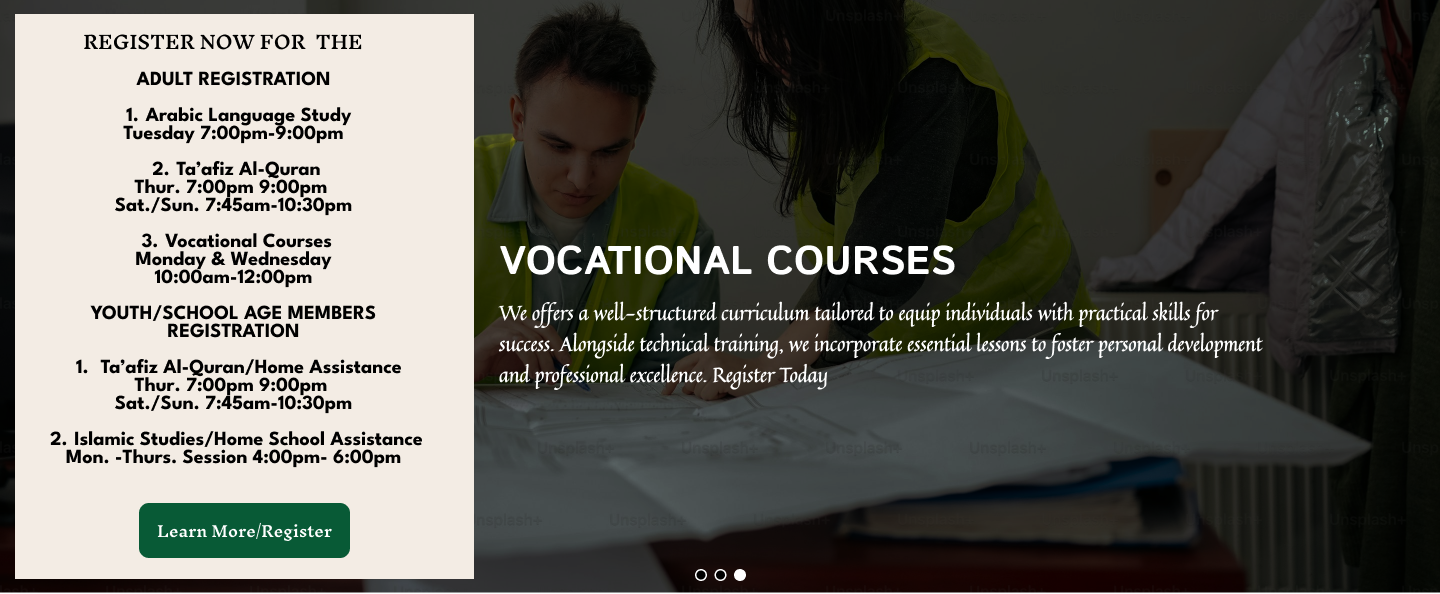 REGISTER NOW FOR THE
ADULT REGISTRATION
1. Arabic Language Study
Tuesday 7:00pm-9:00pm
2. Ta’afiz Al-Quran
Thur. 7:00pm 9:00pm
Sat./Sun. 7:45am-10:30pm
3. Vocational Courses
Monday & Wednesday
10:00am-12:00pm
YOUTH/SCHOOL AGE MEMBERS
REGISTRATION
1. Ta’afiz Al-Quran/Home Assistance
Thur. 7:00pm 9:00pm
Sat./Sun. 7:45am-10:30pm
2. Islamic Studies/Home School Assistance
Mon. -Thurs. Session 4:00pm- 6:00pm
Learn More/Register
VOCATIONAL COURSES
We offers a well-structured curriculum tailored to equip individuals with practical skills for
success. Alongside technical training, we incorporate essential lessons to foster personal development
and professional excellence. Register Today
Unsplash+